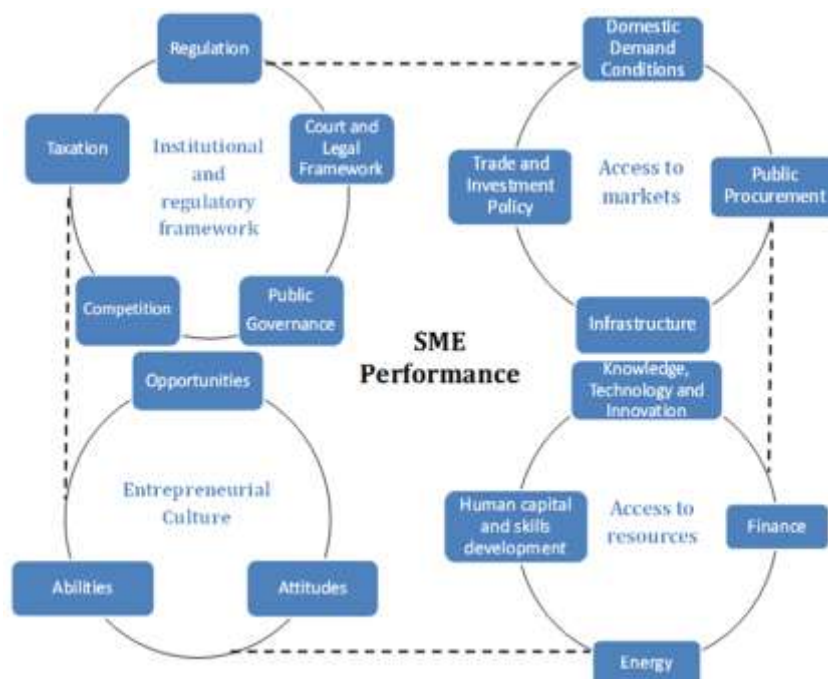 Regulation
Taxation
Institutional
and
regulatory
framework
Court and
Legal
Framework
Competition
Public
Governance
Domestic
Demand
Conditions
Trade and
Investment
Policy
Access to
markets
Public
Procurement
Infrastructure
SME
Performance
Opportunities
Entrepreneurial
Culture
Abilities
Attitudes
Knowledge,
Technology and
Innovation
Human capital
and skills
development
Access to
resources
Finance
Energy